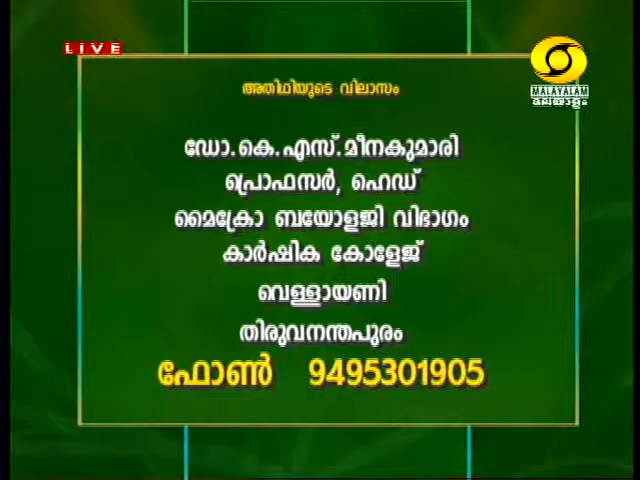 LIVE
MALAYALAM
മലയാളം
അതിഥിയുടെ വിലാസം
ഡോ.കെ.എസ്.മീനകുമാരി
പ്രൊഫസർ, ഹെഡ്
മൈക്രോ ബയോളജി വിഭാഗം
കാർഷിക കോളേജ്
വെള്ളായണി
തിരുവനന്തപുരം
ഫോൺ 9495301905